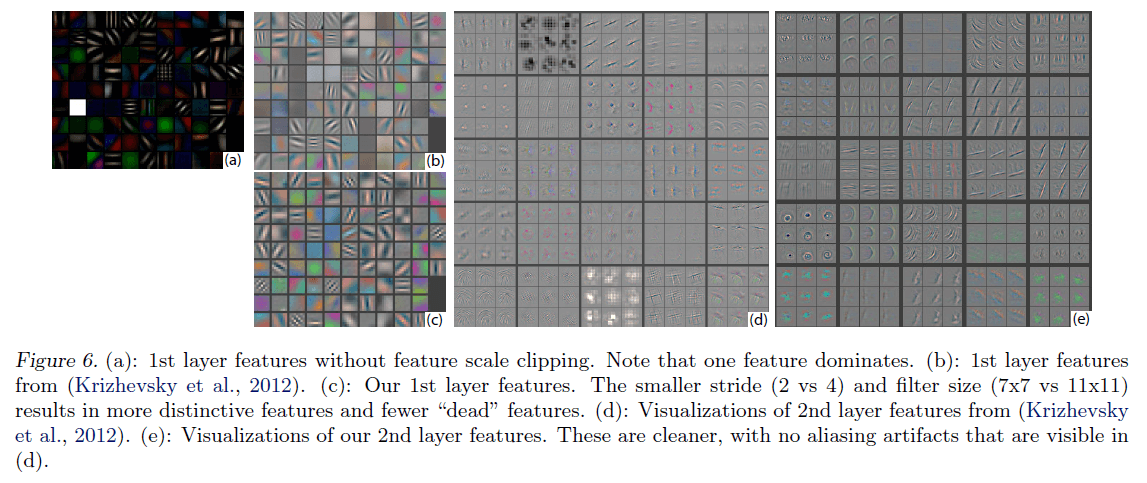 (a)
(b)
(c)
(d)
(e)
Figure 6. (a): 1st layer features without feature scale clipping. Note that one feature dominates. (b): 1st layer features
from (Krizhevsky et al., 2012). (c): Our 1st layer features. The smaller stride (2 vs 4) and filter size (7x7 vs 11x11)
results in more distinctive features and fewer “dead” features. (d): Visualizations of 2nd layer features from (Krizhevsky
et al., 2012). (e): Visualizations of our 2nd layer features. These are cleaner, with no aliasing artifacts that are visible in
(d).